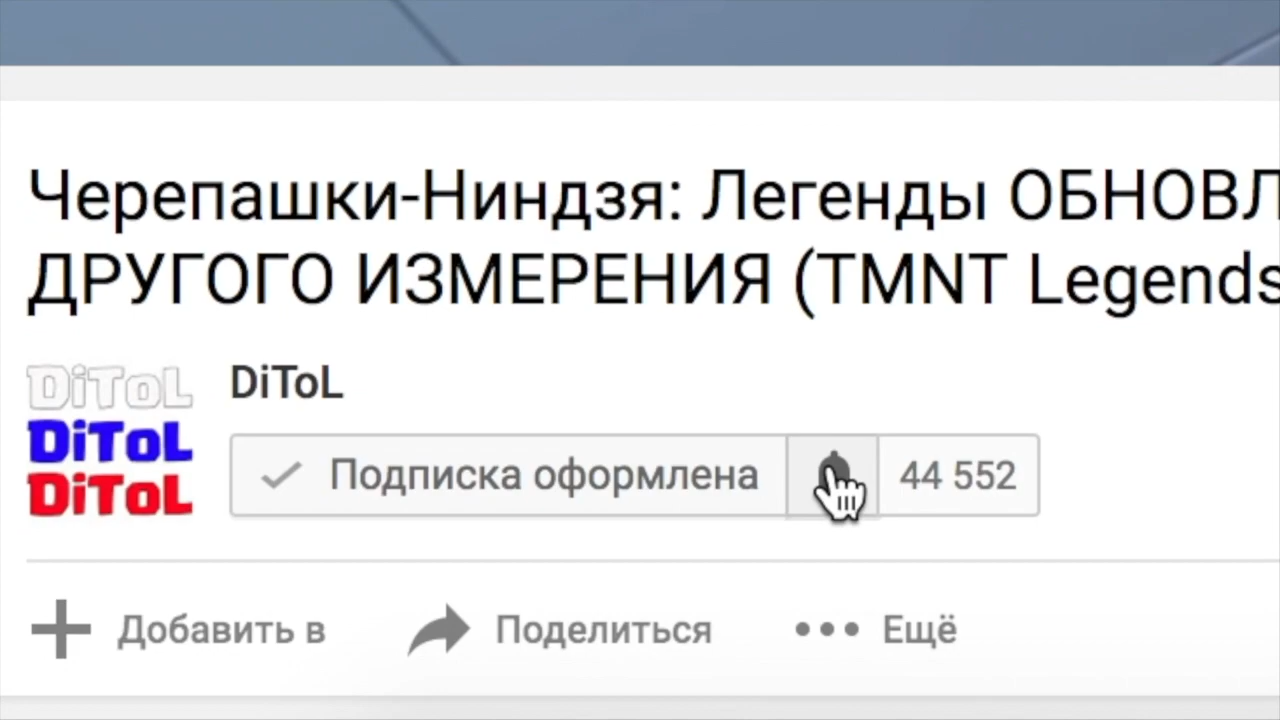 Черепашки-Ниндзя: Легенды ОБНОВЛ
ДРУГОГО ИЗМЕРЕНИЯ (TMNT Legends
DiToL
DiToL
DiToL
DiToL
Подписка оформлена 44 552
Добавить в Поделиться Ещё